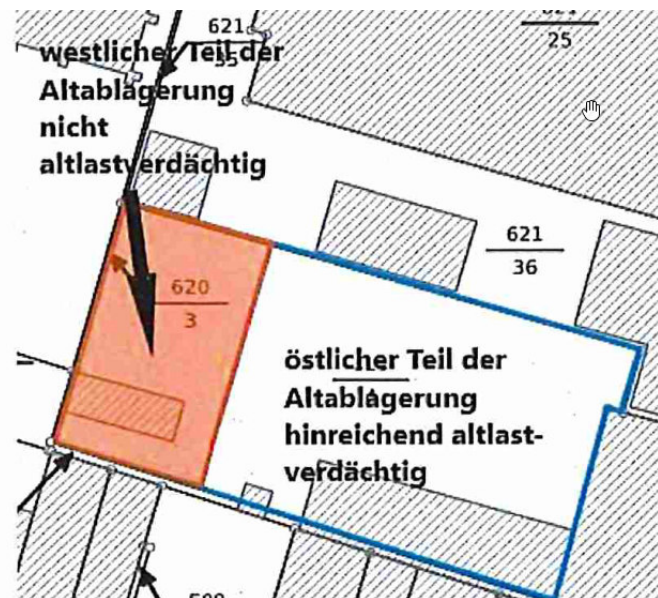 westlicher Teil der
Altablagerung
nicht
altlastverdächtig
621
35
25
621
36
620
3
östlicher Teil der
Altablagerung
hinreichend altlast-
verdächtig